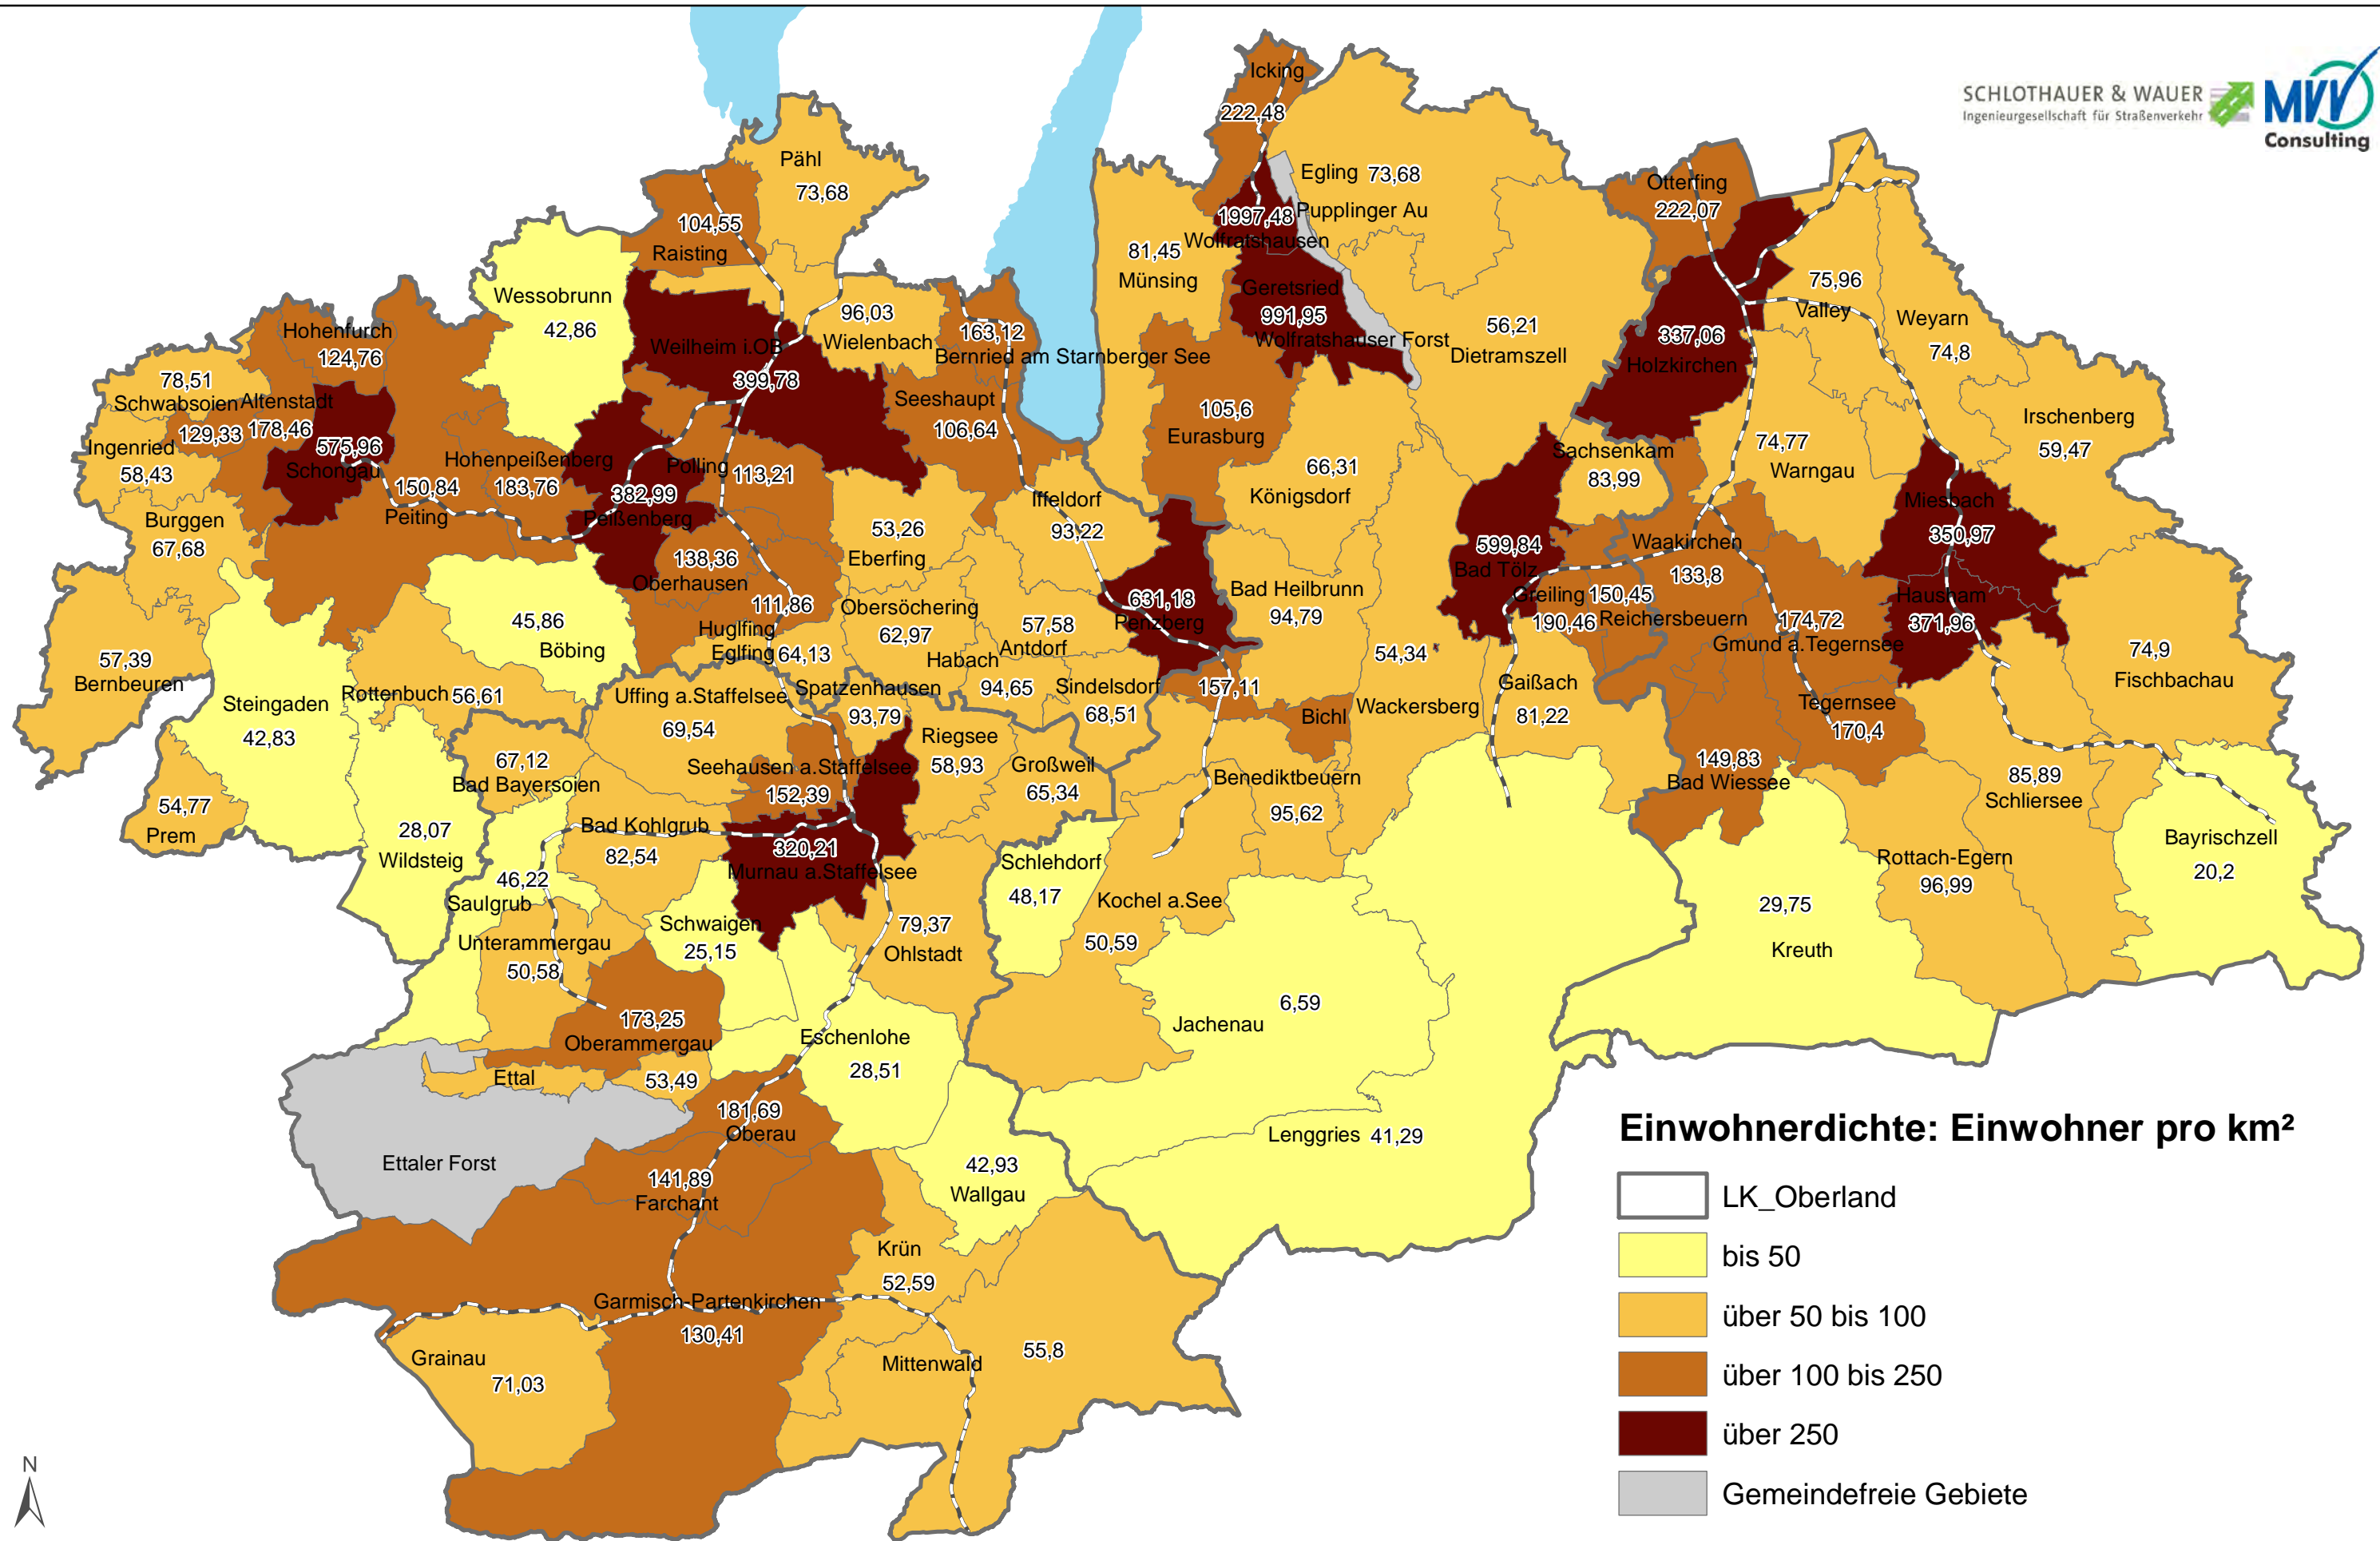 SCHLOTHAUER & WAUER
Ingenieurgesellschaft für Straßenverkehr
MVV
Consulting
Icking
222,48
Pähl
73,68
Egling 73,68
Pupplinger Au
1997,48
Wolfratshausen
Otterfing
222,07
104,55
Raisting
81,45
Münsing
Wessobrunn
42,86
Geretsried
991,95
Wolfratshauser Forst
56,21
Dietramszell
75,96
Valley
Weyarn
74,8
337,06
Holzkirchen
96,03
Wielenbach
163,12
Bernried am Starnberger See
Hohenfurch
124,76
Weilheim i.OB
399,78
78,51
Schwabsoien
Altenstadt
178,46
129,33
Ingenried
58,43
575,96
Schongau
Seeshaupt
106,64
105,6
Eurasburg
Irschenberg
59,47
74,77
Warngau
Sachsenkam
83,99
66,31
Königsdorf
Hohenpeißenberg
183,76
150,84
Peiting
Polling
113,21
382,99
Peißenberg
Iffeldorf
93,22
Burggen
67,68
53,26
Eberfing
Miesbach
350,97
599,84
Bad Tölz
Waakirchen
133,8
138,36
Oberhausen
111,86
Huglfing
Eglfing
64,13
Obersöchering
62,97
57,58
Antdorf
631,18
Penzberg
Bad Heilbrunn
94,79
Greiling
150,45
190,46
Reichersbeuern
174,72
Gmund a.Tegernsee
Hausham
371,96
45,86
Böbing
Habach
94,65
Sindelsdorf
68,51
54,34
Wackersberg
74,9
Fischbachau
57,39
Bernbeuren
Steingaden
42,83
Rottenbuch
56,61
Uffing a.Staffelsee
69,54
Spatzenhausen
93,79
157,11
Bichl
Gaißach
81,22
Tegernsee
170,4
Riegsee
58,93
Großweil
65,34
Seehausen a.Staffelsee
152,39
67,12
Bad Bayersoien
Benediktbeuern
95,62
149,83
Bad Wiessee
85,89
Schliersee
54,77
Prem
28,07
Wildsteig
Bad Kohlgrub
82,54
320,21
Murnau a.Staffelsee
Bayrischzell
20,2
Rottach-Egern
96,99
46,22
Saulgrub
Schlehdorf
48,17
Kochel a.See
50,59
Schwaigen
25,15
79,37
Ohlstadt
29,75
Kreuth
Unterammergau
50,58
6,59
Jachenau
173,25
Oberammergau
Eschenlohe
28,51
Ettal
53,49
181,69
Oberau
Lenggries 41,29
Ettaler Forst
141,89
Farchant
42,93
Wallgau
Krün
52,59
Garmisch-Partenkirchen
130,41
Grainau
71,03
Mittenwald
55,8
N
Einwohnerdichte: Einwohner pro km²
LK_Oberland
bis 50
über 50 bis 100
über 100 bis 250
über 250
Gemeindefreie Gebiete